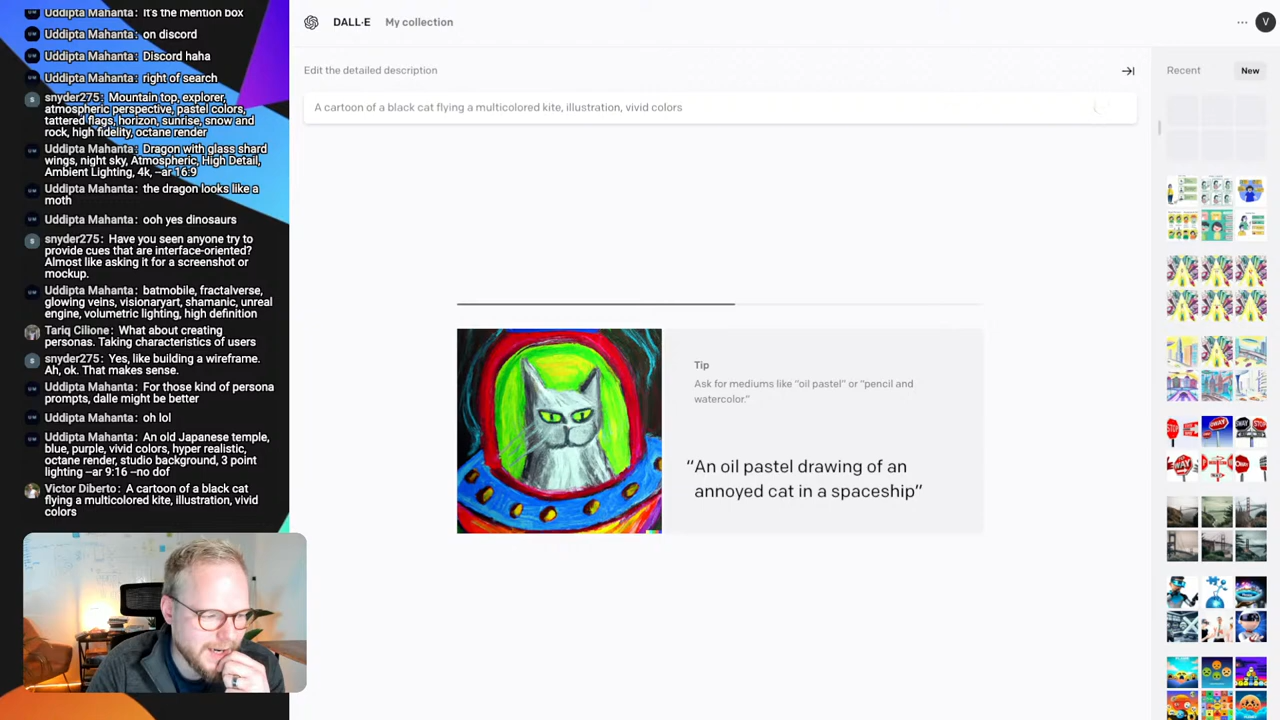 Uddipta Mahanta: It's the mention box
Uddipta Mahanta: on discord
Uddipta Mahanta: Discord haha
Uddipta Mahanta: right of search
snyder275: Mountain top, explorer,
atmospheric perspective, pastel colors,
tattered flags, horizon, sunrise, snow and
rock, high fidelity, octane render
Uddipta Mahanta: Dragon with glass shard
wings, night sky, Atmospheric, High Detail,
Ambient Lighting, 4k, –ar 16:9
Uddipta Mahanta: the dragon looks like a
moth
Uddipta Mahanta: ooh yes dinosaurs
snyder275: Have you seen anyone try to
provide cues that are interface-oriented?
Almost like asking it for a screenshot or
mockup.
Uddipta Mahanta: batmobile, fractalverse,
glowing veins, visionaryart, shamanic, unreal
engine, volumetric lighting, high definition
Tariq Cilione: What about creating
personas. Taking characteristics of users
snyder275: Yes, like building a wireframe.
Ah, ok. That makes sense.
Uddipta Mahanta: For those kind of persona
prompts, dalle might be better
Uddipta Mahanta: oh lol
Uddipta Mahanta: An old Japanese temple,
blue, purple, vivid colors, hyper realistic,
octane render, studio background, 3 point
lighting –ar 9:16 –no dof
Victor Diberto: A cartoon of a black cat
flying a multicolored kite, illustration, vivid
colors
DALL·E My collection
V
Edit the detailed description
A cartoon of a black cat flying a multicolored kite, illustration, vivid colors
Tip
Ask for mediums like “oil pastel” or “pencil and
watercolor.”
“An oil pastel drawing of an
annoyed cat in a spaceship”
Recent New
STOP
SWAY
STOP